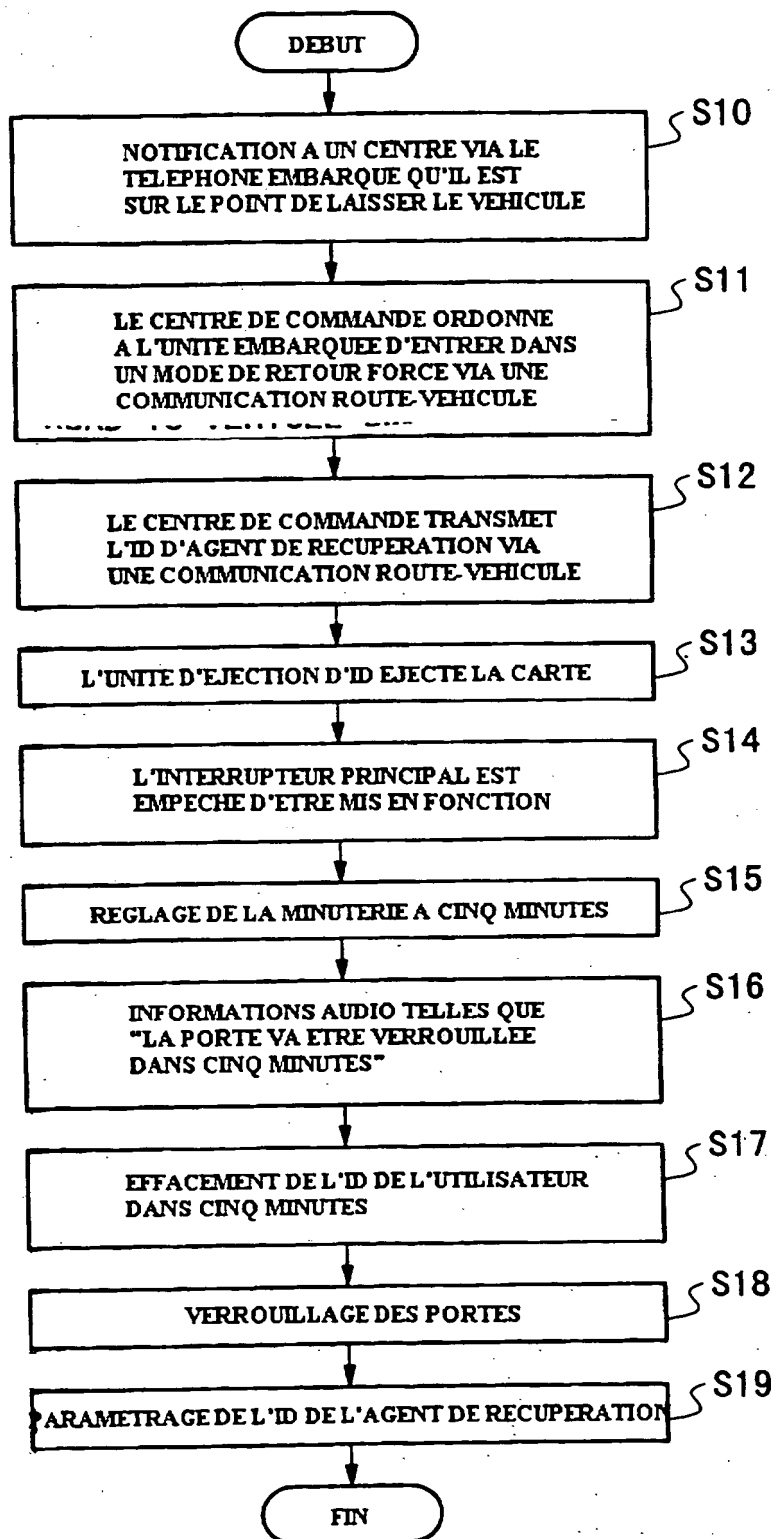 DEBUT
S10
NOTIFICATION A UN CENTRE VIA LE
TELEPHONE EMBARQUE QU'IL EST
SUR LE POINT DE LAISSER LE VEHICULE
S11
LE CENTRE DE COMMANDE ORDONNE
A L'UNITE EMBARQUEE D'ENTRER DANS
UN MODE DE RETOUR FORCE VIA UNE
COMMUNICATION ROUTE-VEHICULE
S12
LE CENTRE DE COMMANDE TRANSMET
L'ID D'AGENT DE RECUPERATION VIA
UNE COMMUNICATION ROUTE-VEHICULE
S13
L'UNITE D'EJECTION D'ID EJECTE LA CARTE
S14
L'INTERRUPTEUR PRINCIPAL EST
EMPECHE D'ETRE MIS EN FONCTION
S15
REGLAGE DE LA MINUTERIE A CINQ MINUTES
S16
INFORMATIONS AUDIO TELLES QUE
"LA PORTE VA ETRE VERROUILLEE
DANS CINQ MINUTES"
S17
EFFACEMENT DE L'ID DE L'UTILISATEUR
DANS CINQ MINUTES
S18
VERROUILLAGE DES PORTES
S19
PARAMETRAGE DE L'ID DE L'AGENT DE RECUPERATION
FIN